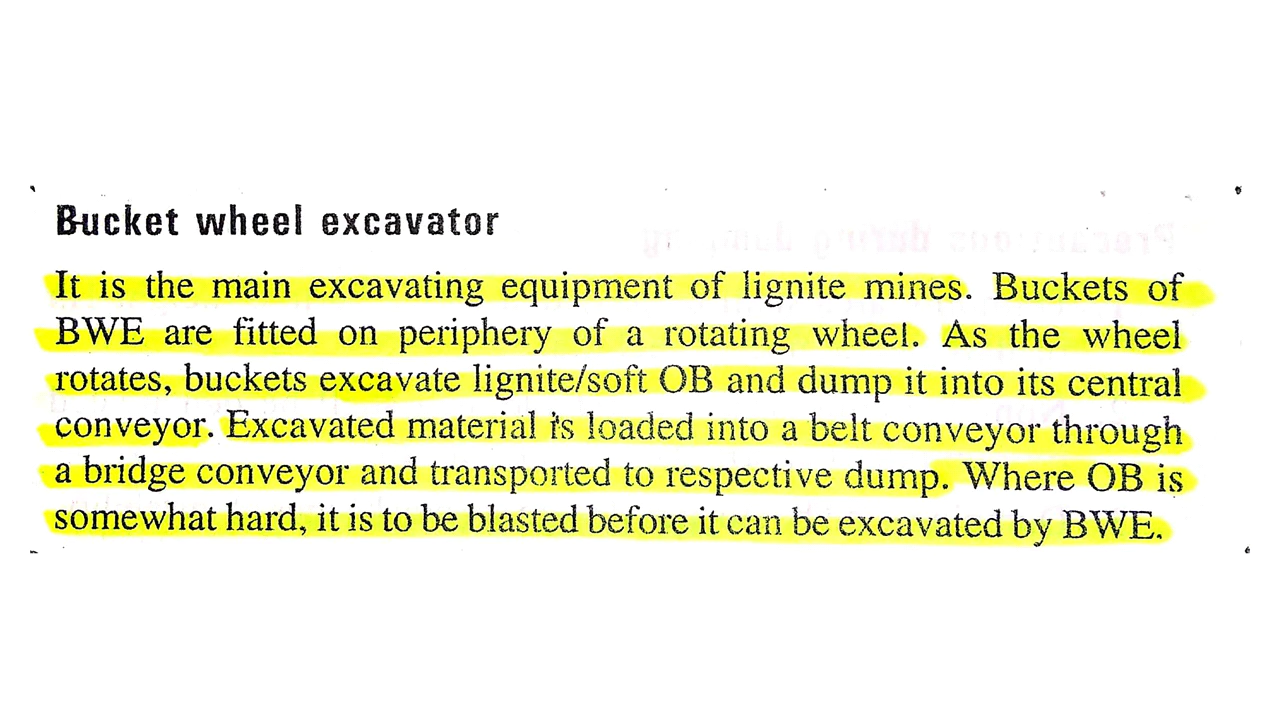 Bucket wheel excavator
It is the main excavating equipment of lignite mines. Buckets of
BWE are fitted on periphery of a rotating wheel. As the wheel
rotates, buckets excavate lignite/soft OB and dump it into its central
conveyor. Excavated material is loaded into a belt conveyor through
a bridge conveyor and transported to respective dump. Where OB is
somewhat hard, it is to be blasted before it can be excavated by BWE.